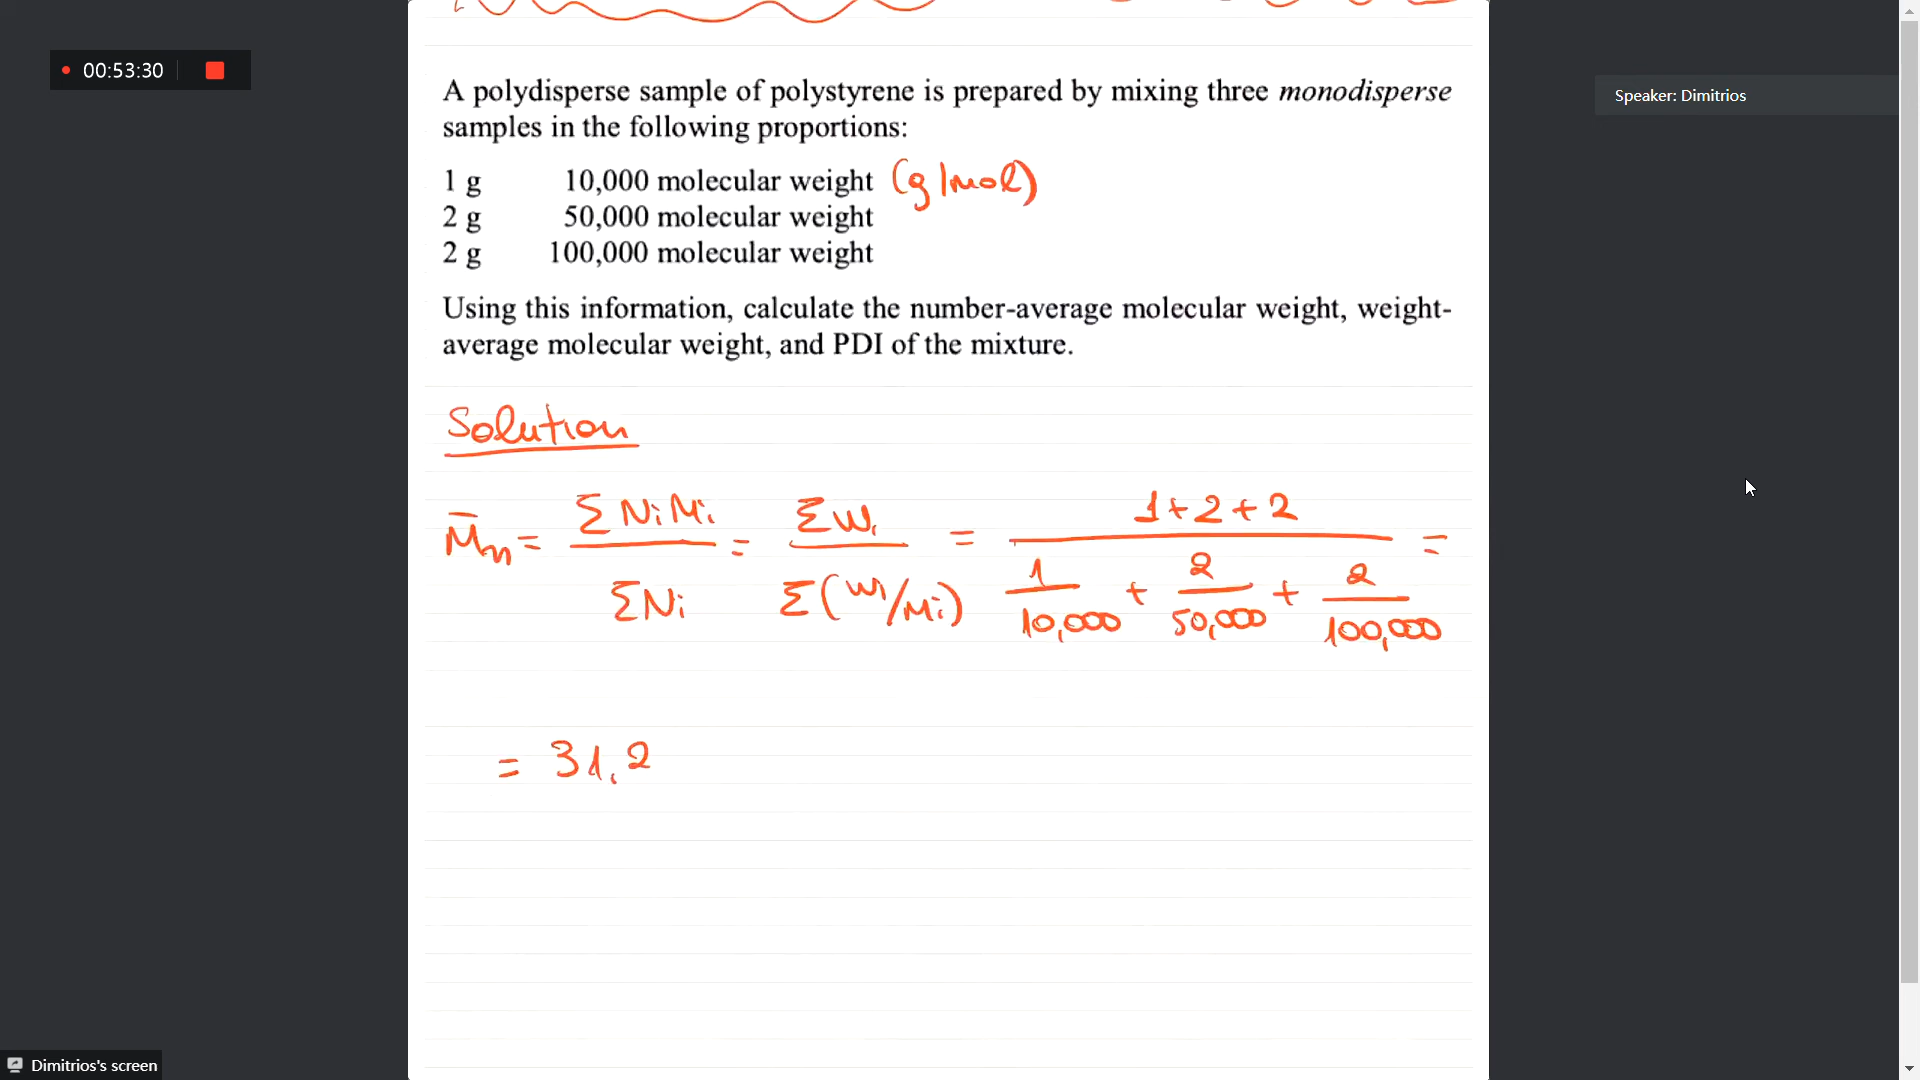 00:53:30
Speaker: Dimitrios
A polydisperse sample of polystyrene is prepared by mixing three monodisperse
samples in the following proportions:
1 g 10,000 molecular weight (g/mol)
2 g 50,000 molecular weight
2 g 100,000 molecular weight
Using this information, calculate the number-average molecular weight, weight-
average molecular weight, and PDI of the mixture.
Solution
M̄n = ΣNiMi / ΣNi = ΣWi / Σ(Wi/Mi) = (1+2+2) / (1/10,000 + 2/50,000 + 2/100,000) =
= 31,2
Dimitrios's screen